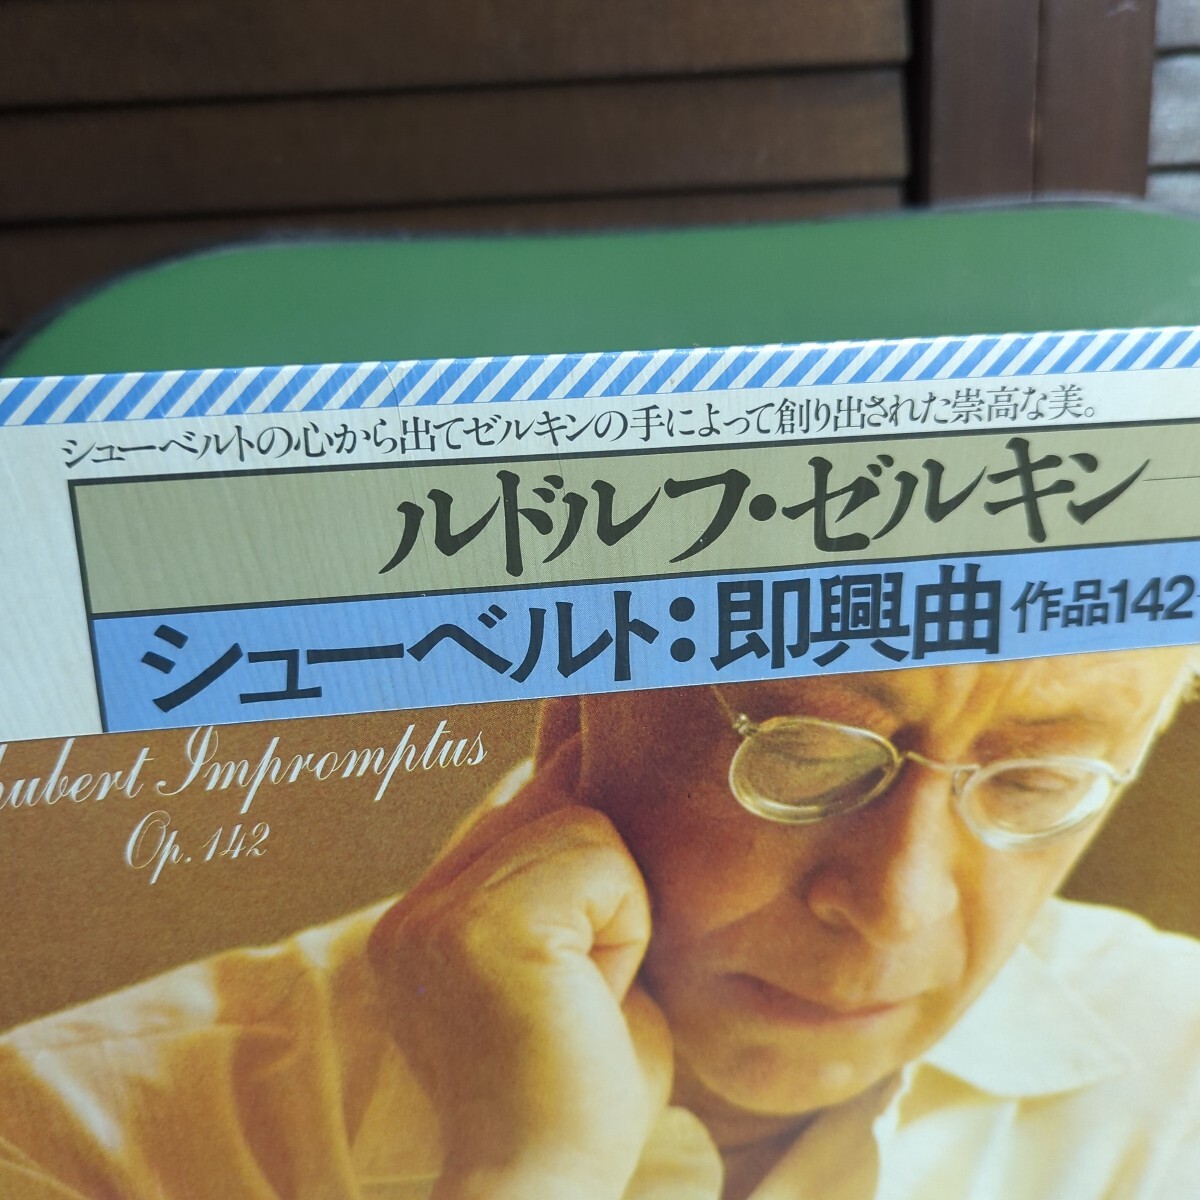 シューベルトの心から出てゼルキンの手によって創り出された崇高な美。
ルドルフ・ゼルキン
シューベルト:即興曲 作品142
Impromptus
Op. 142